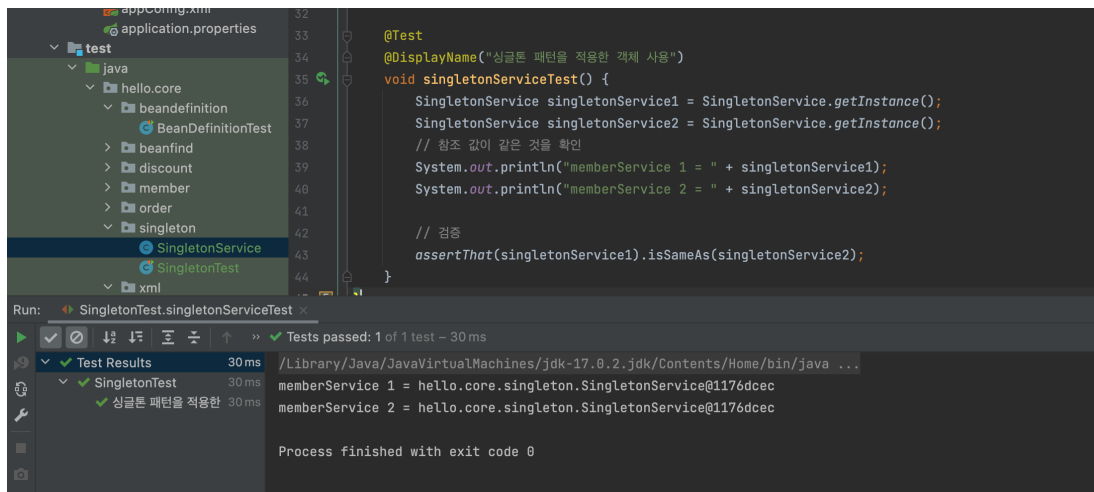 appConfig.xml
application.properties
test
java
hello.core
beandefinition
BeanDefinitionTest
beanfind
discount
member
order
singleton
SingletonService
SingletonTest
xml
32
33 @Test
34 @DisplayName("싱글톤 패턴을 적용한 객체 사용")
35 void singletonServiceTest() {
36 SingletonService singletonService1 = SingletonService.getInstance();
37 SingletonService singletonService2 = SingletonService.getInstance();
38 // 참조 값이 같은 것을 확인
39 System.out.println("memberService 1 = " + singletonService1);
40 System.out.println("memberService 2 = " + singletonService2);
41
42 // 검증
43 assertThat(singletonService1).isSameAs(singletonService2);
44 }
Run: SingletonTest.singletonServiceTest ×
Tests passed: 1 of 1 test – 30 ms
Test Results 30 ms
SingletonTest 30 ms
싱글톤 패턴을 적용한 30 ms
/Library/Java/JavaVirtualMachines/jdk-17.0.2.jdk/Contents/Home/bin/java ...
memberService 1 = hello.core.singleton.SingletonService@1176dcec
memberService 2 = hello.core.singleton.SingletonService@1176dcec
Process finished with exit code 0